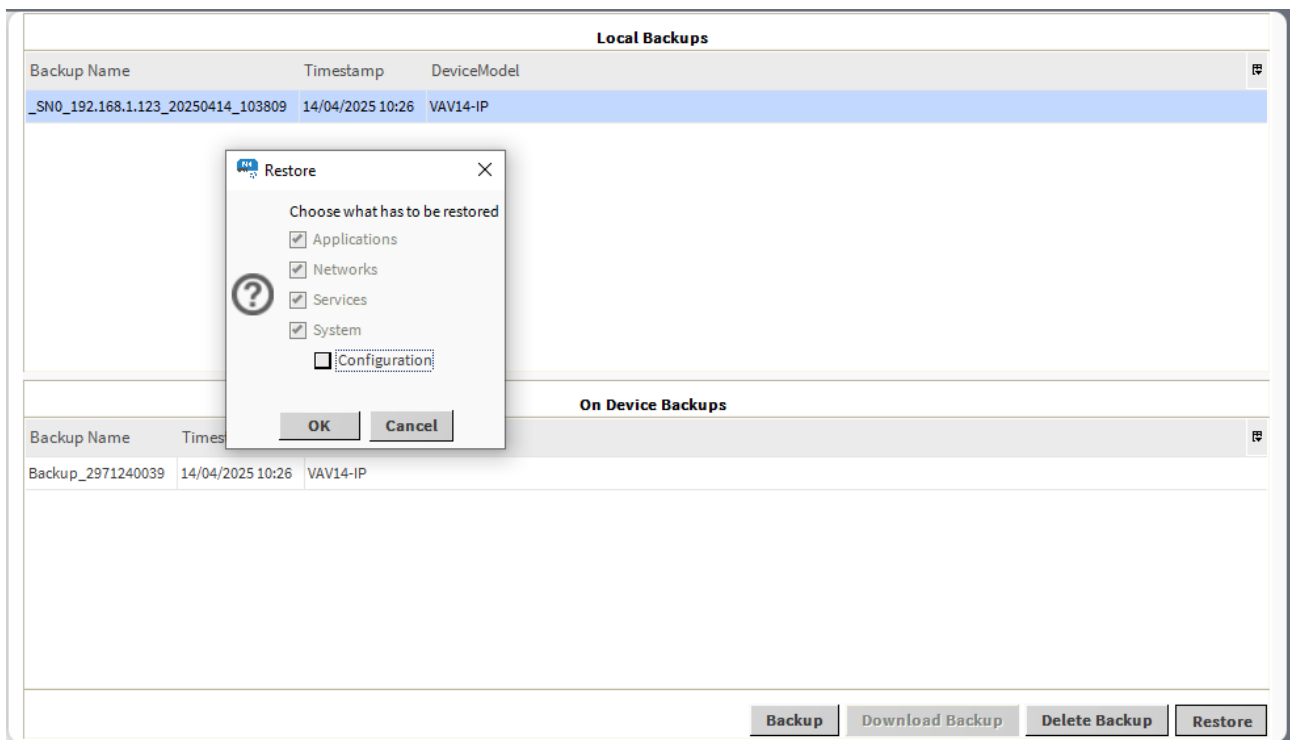 Local Backups
Backup Name Timestamp DeviceModel
_SN0_192.168.1.123_20250414_103809 14/04/2025 10:26 VAV14-IP
Restore
Choose what has to be restored
Applications
Networks
Services
System
Configuration
OK Cancel
On Device Backups
Backup Name Times
Backup_2971240039 14/04/2025 10:26 VAV14-IP
Backup Download Backup Delete Backup Restore